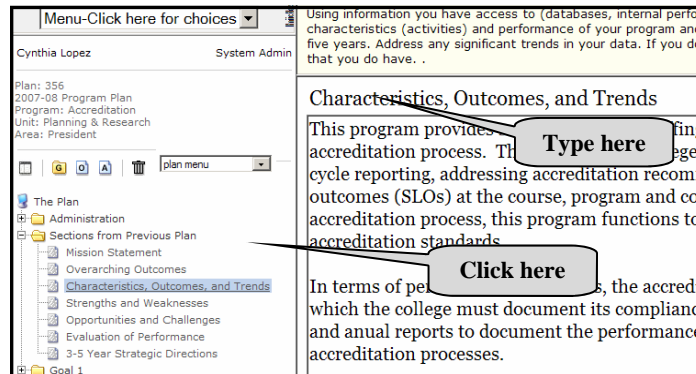 Menu-Click here for choices
Cynthia Lopez System Admin
Plan: 356
2007-08 Program Plan
Program: Accreditation
Unit: Planning & Research
Area: President
G O A plan menu
The Plan
Administration
Sections from Previous Plan
Mission Statement
Overarching Outcomes
Characteristics, Outcomes, and Trends
Strengths and Weaknesses
Opportunities and Challenges
Evaluation of Performance
3-5 Year Strategic Directions
Goal 1
Using information you have access to (databases, internal perfo
characteristics (activities) and performance of your program and
five years. Address any significant trends in your data. If you do
that you do have. .
Characteristics, Outcomes, and Trends
This program provides
accreditation process.
cycle reporting, addressing accreditation recom
outcomes (SLOs) at the course, program and co
accreditation process, this program functions to
accreditation standards
In terms of , the accredi
which the college must document its complianc
and anual reports to document the performance
accreditation processes.
Type here
Click here